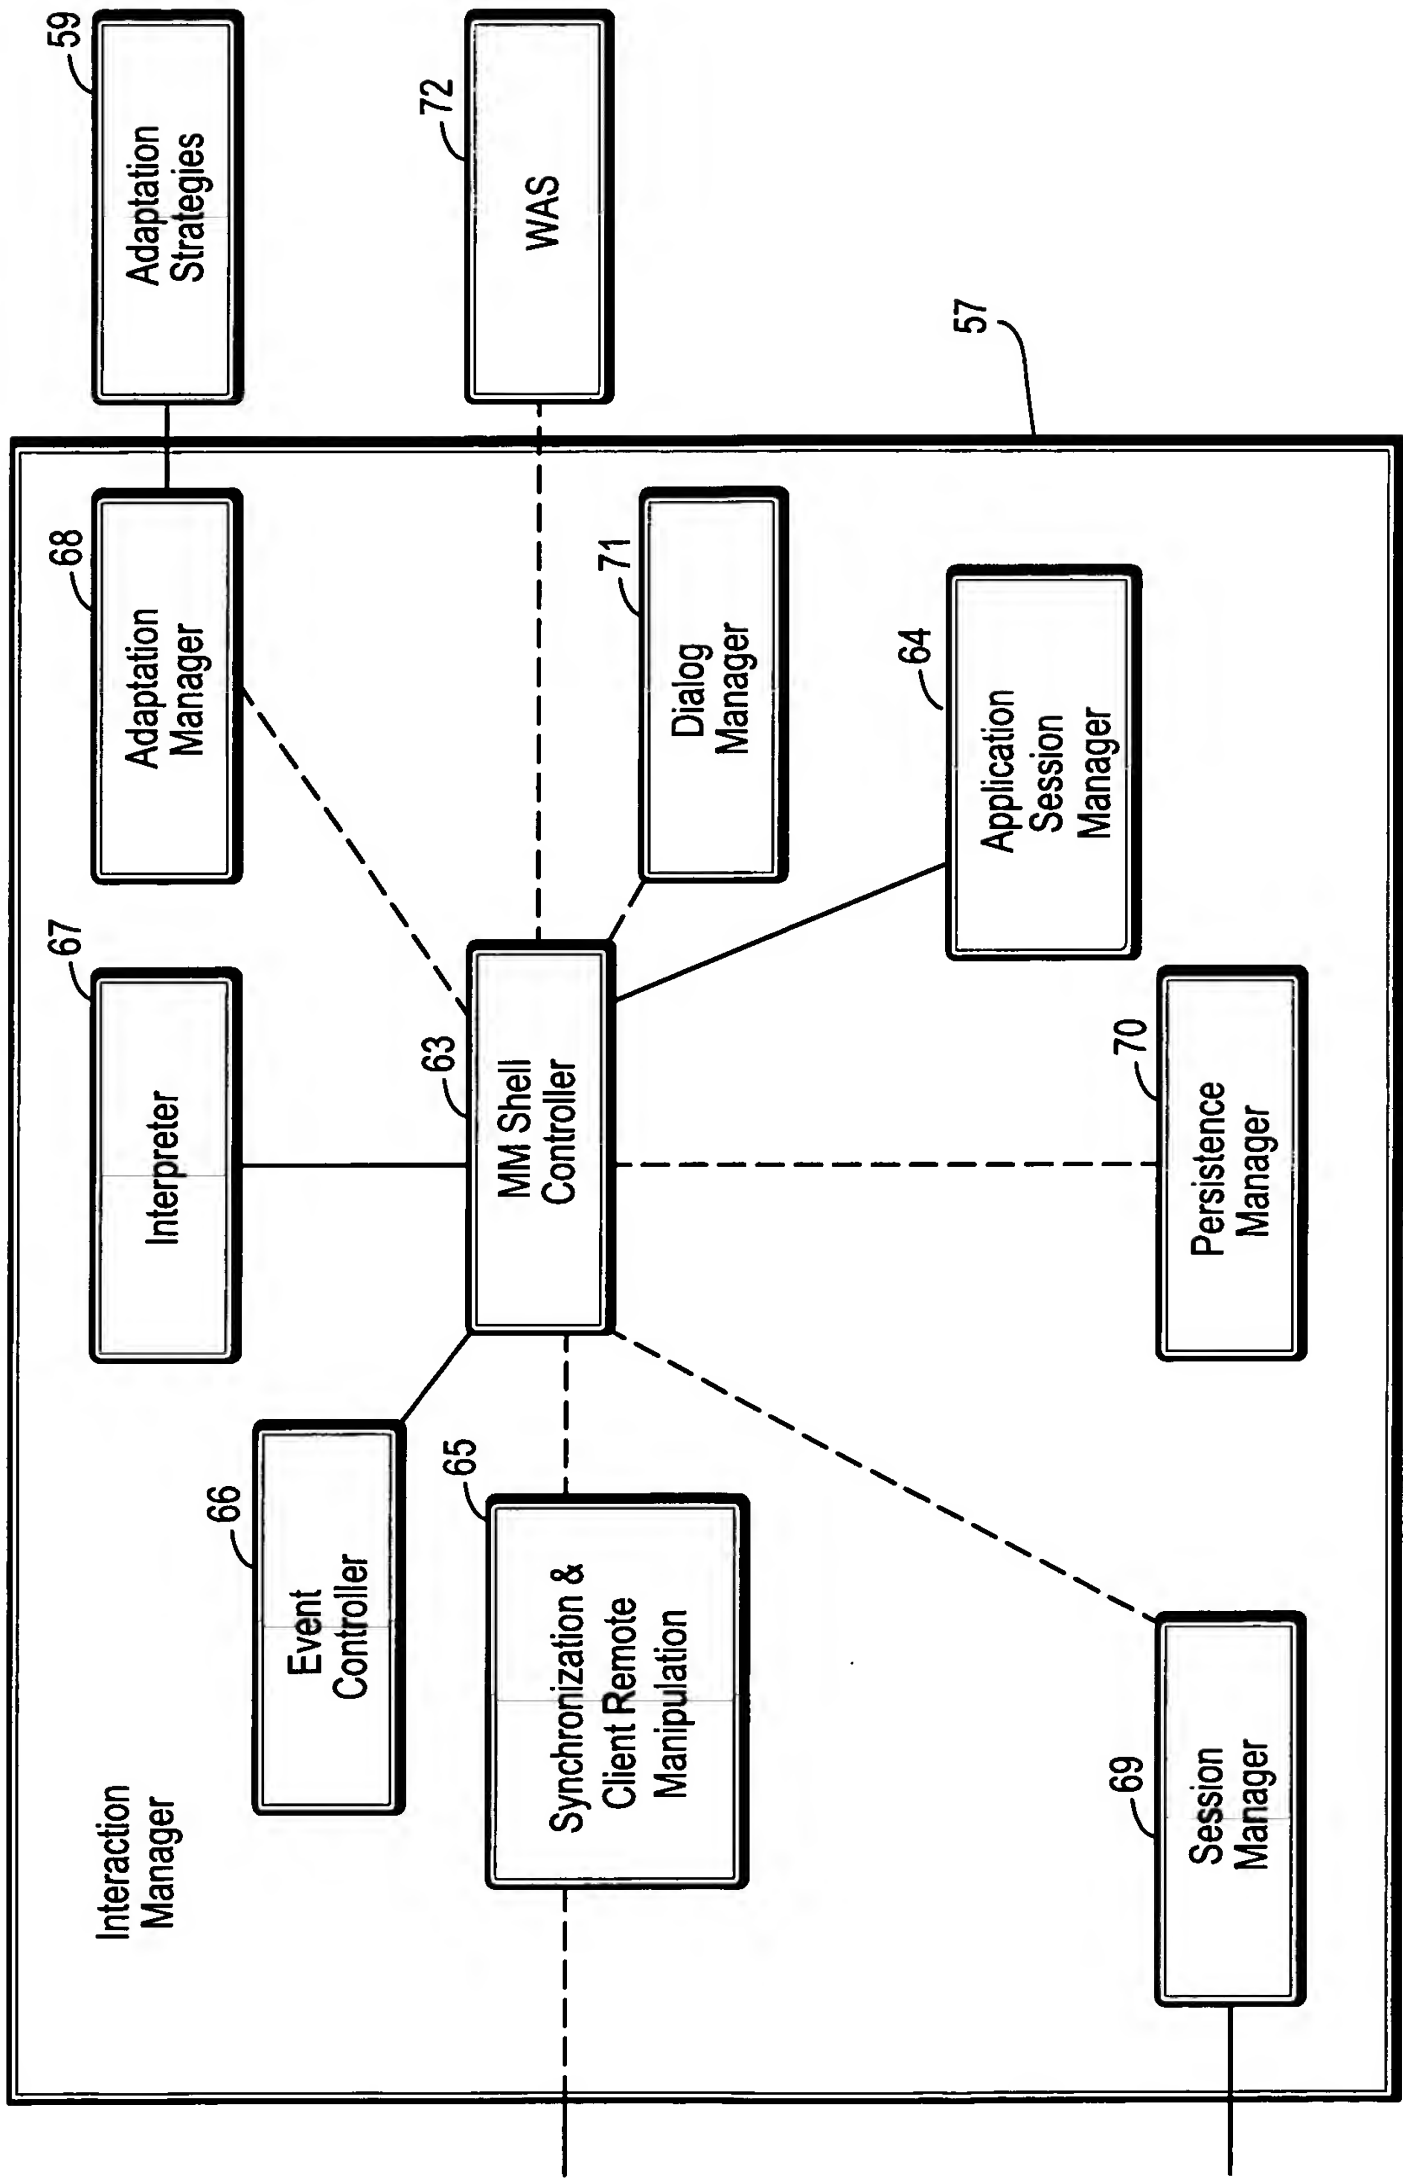 Interaction
Manager
66
Event
Controller
67
Interpreter
68
Adaptation
Manager
59
Adaptation
Strategies
65
Synchronization &
Client Remote
Manipulation
63
MM Shell
Controller
72
WAS
71
Dialog
Manager
64
Application
Session
Manager
57
69
Session
Manager
70
Persistence
Manager